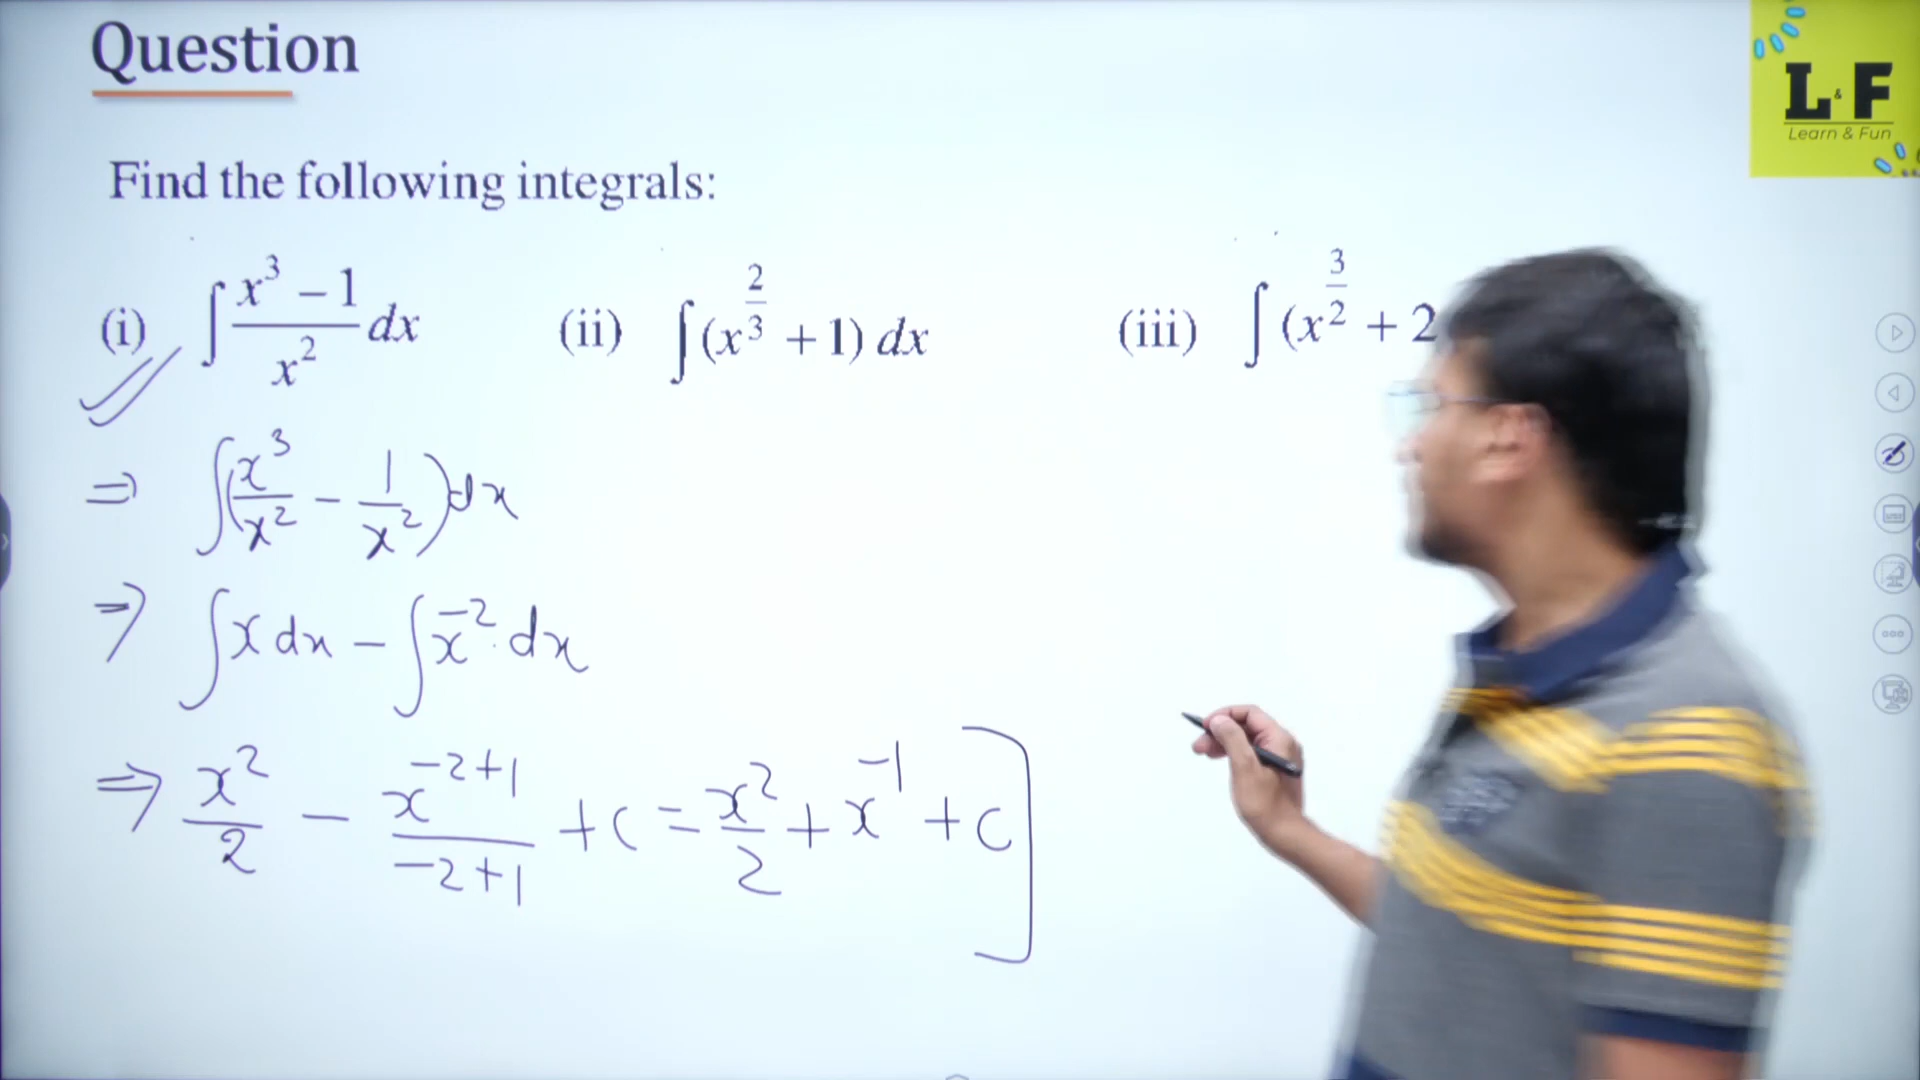 Question
L & F
Learn & Fun
Find the following integrals:
(i) ∫ (x³ – 1)/x² dx (ii) ∫(x^(2/3) + 1) dx (iii) ∫(x^(3/2) + 2
⇒ ∫(x³/x² − 1/x²)dx
⇒ ∫x dx − ∫x⁻² dx
⇒ x²/2 − x^(−2+1)/(−2+1) + c = x²/2 + x⁻¹ + c